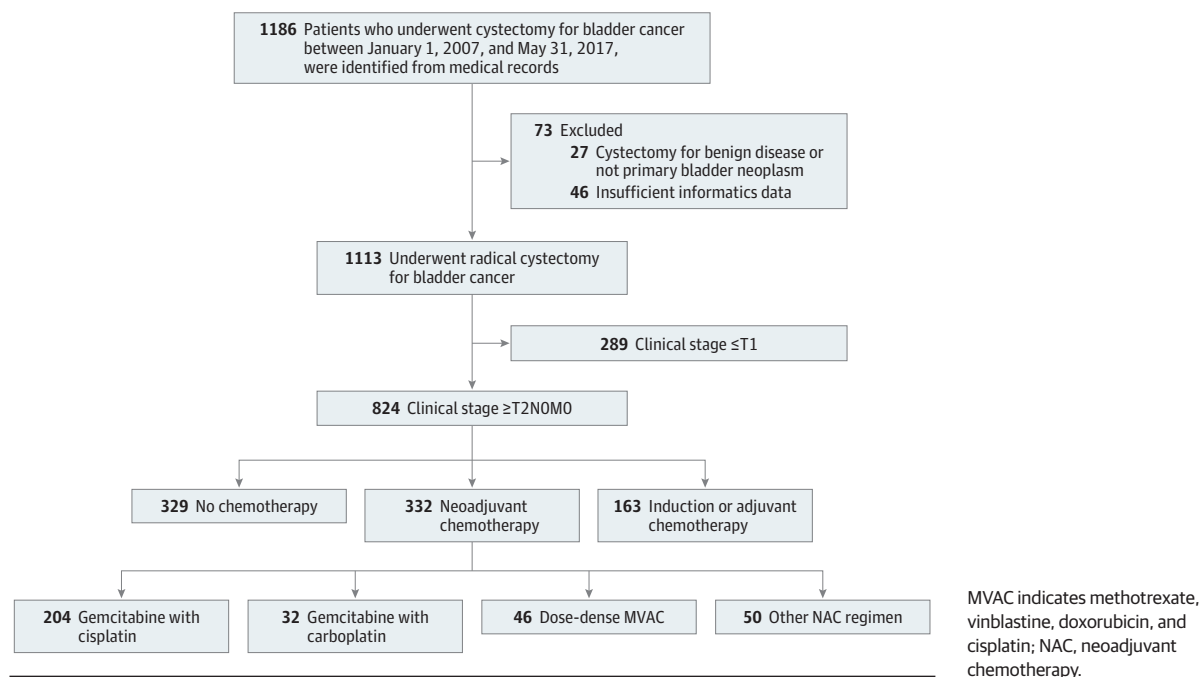 1186 Patients who underwent cystectomy for bladder cancer
between January 1, 2007, and May 31, 2017,
were identified from medical records
73 Excluded
27 Cystectomy for benign disease or
not primary bladder neoplasm
46 Insufficient informatics data
1113 Underwent radical cystectomy
for bladder cancer
289 Clinical stage ≤T1
824 Clinical stage ≥T2N0M0
329 No chemotherapy
332 Neoadjuvant
chemotherapy
163 Induction or adjuvant
chemotherapy
204 Gemcitabine with
cisplatin
32 Gemcitabine with
carboplatin
46 Dose-dense MVAC
50 Other NAC regimen
MVAC indicates methotrexate,
vinblastine, doxorubicin, and
cisplatin; NAC, neoadjuvant
chemotherapy.